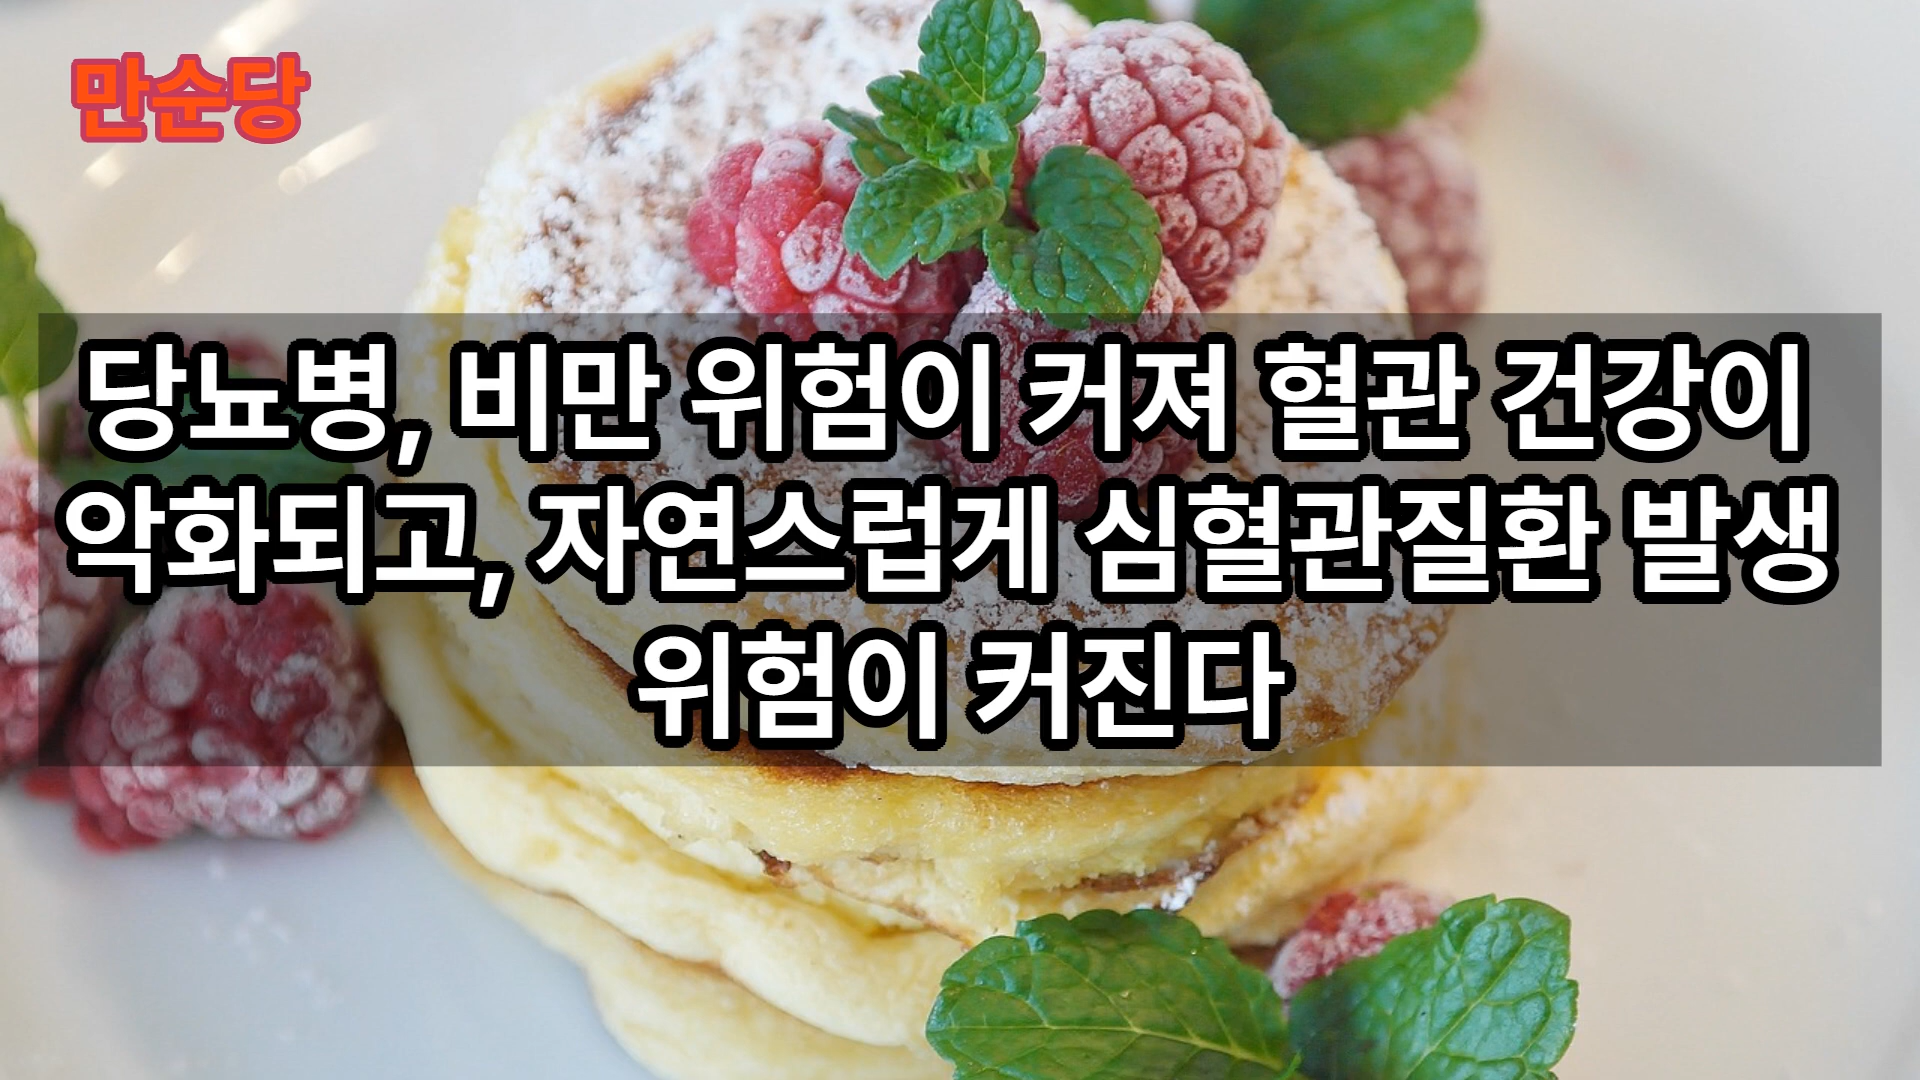 만순당
당뇨병, 비만 위험이 커져 혈관 건강이
악화되고, 자연스럽게 심혈관질환 발생
위험이 커진다